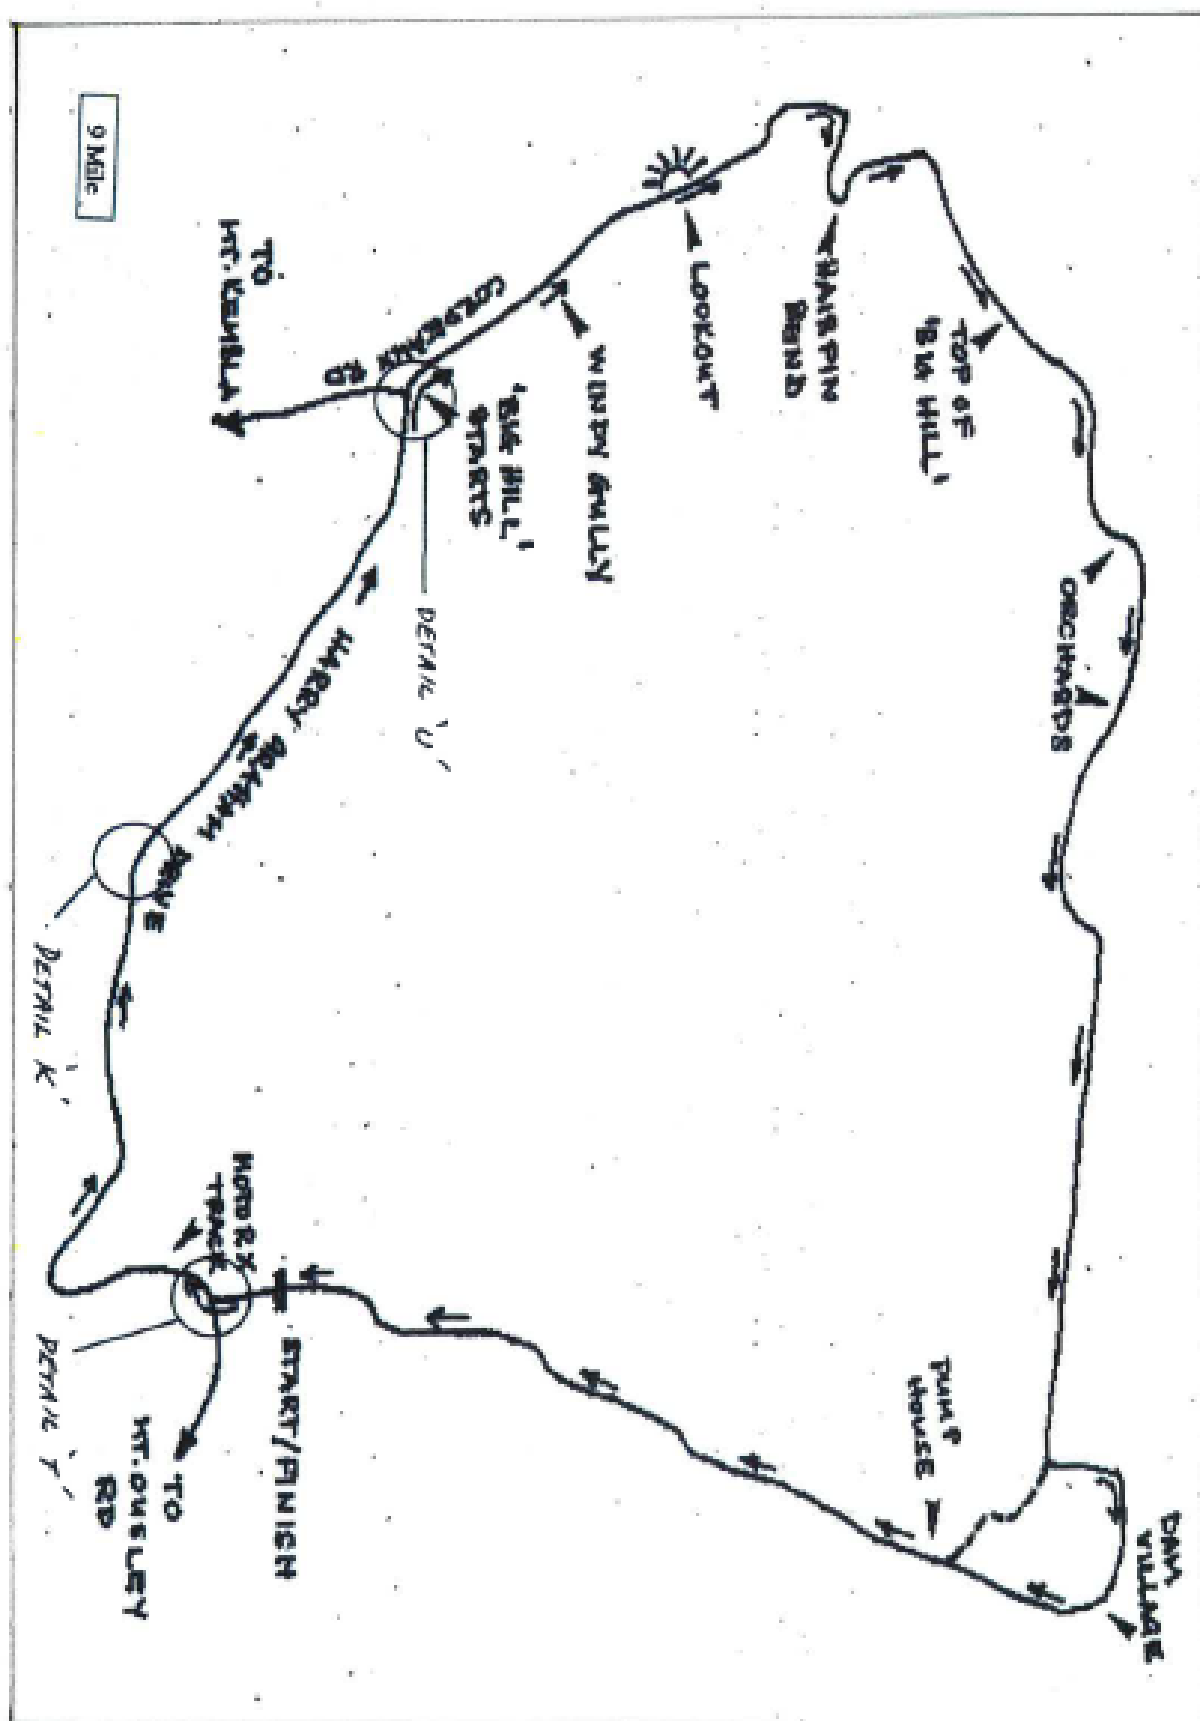 DAM
VILLAGE
PUMP
HOUSE
ORCHARDS
TOP OF
'BIG HILL'
HAIRPIN
BEND
LOOKOUT
WINDY GULLY
'BIG HILL'
STARTS
DETAIL 'U'
CORDEAUX
RD
TO
MT. KEMBLA
HARRY GRAHAM DRIVE
DETAIL 'K'
MOTOR X
TRACK
START/FINISH
TO
MT. OUSLEY
RD
DETAIL 'T'
9 Mile